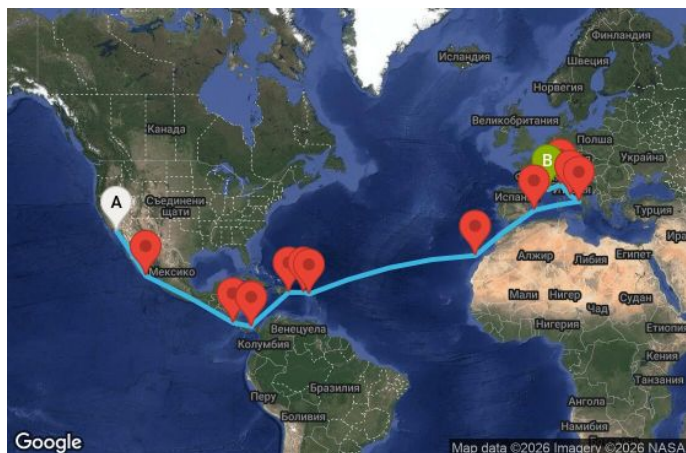 Финландия
Исландия
Швеция
Норвегия
Великобритания
Канада
Полша
B
Украйна
A
Съединени
щати
Испан
Турция
Мексико
Алжир
Либия
Египет
Мали
Нигер
Судан
Чад
Венецуела
Нигерия
Етиопия
Колумбия
Кения
Танзания
Перу
Бразилия
Ангола
Боливия
Намибия
Google
Map data ©2026 Imagery ©2026 NASA